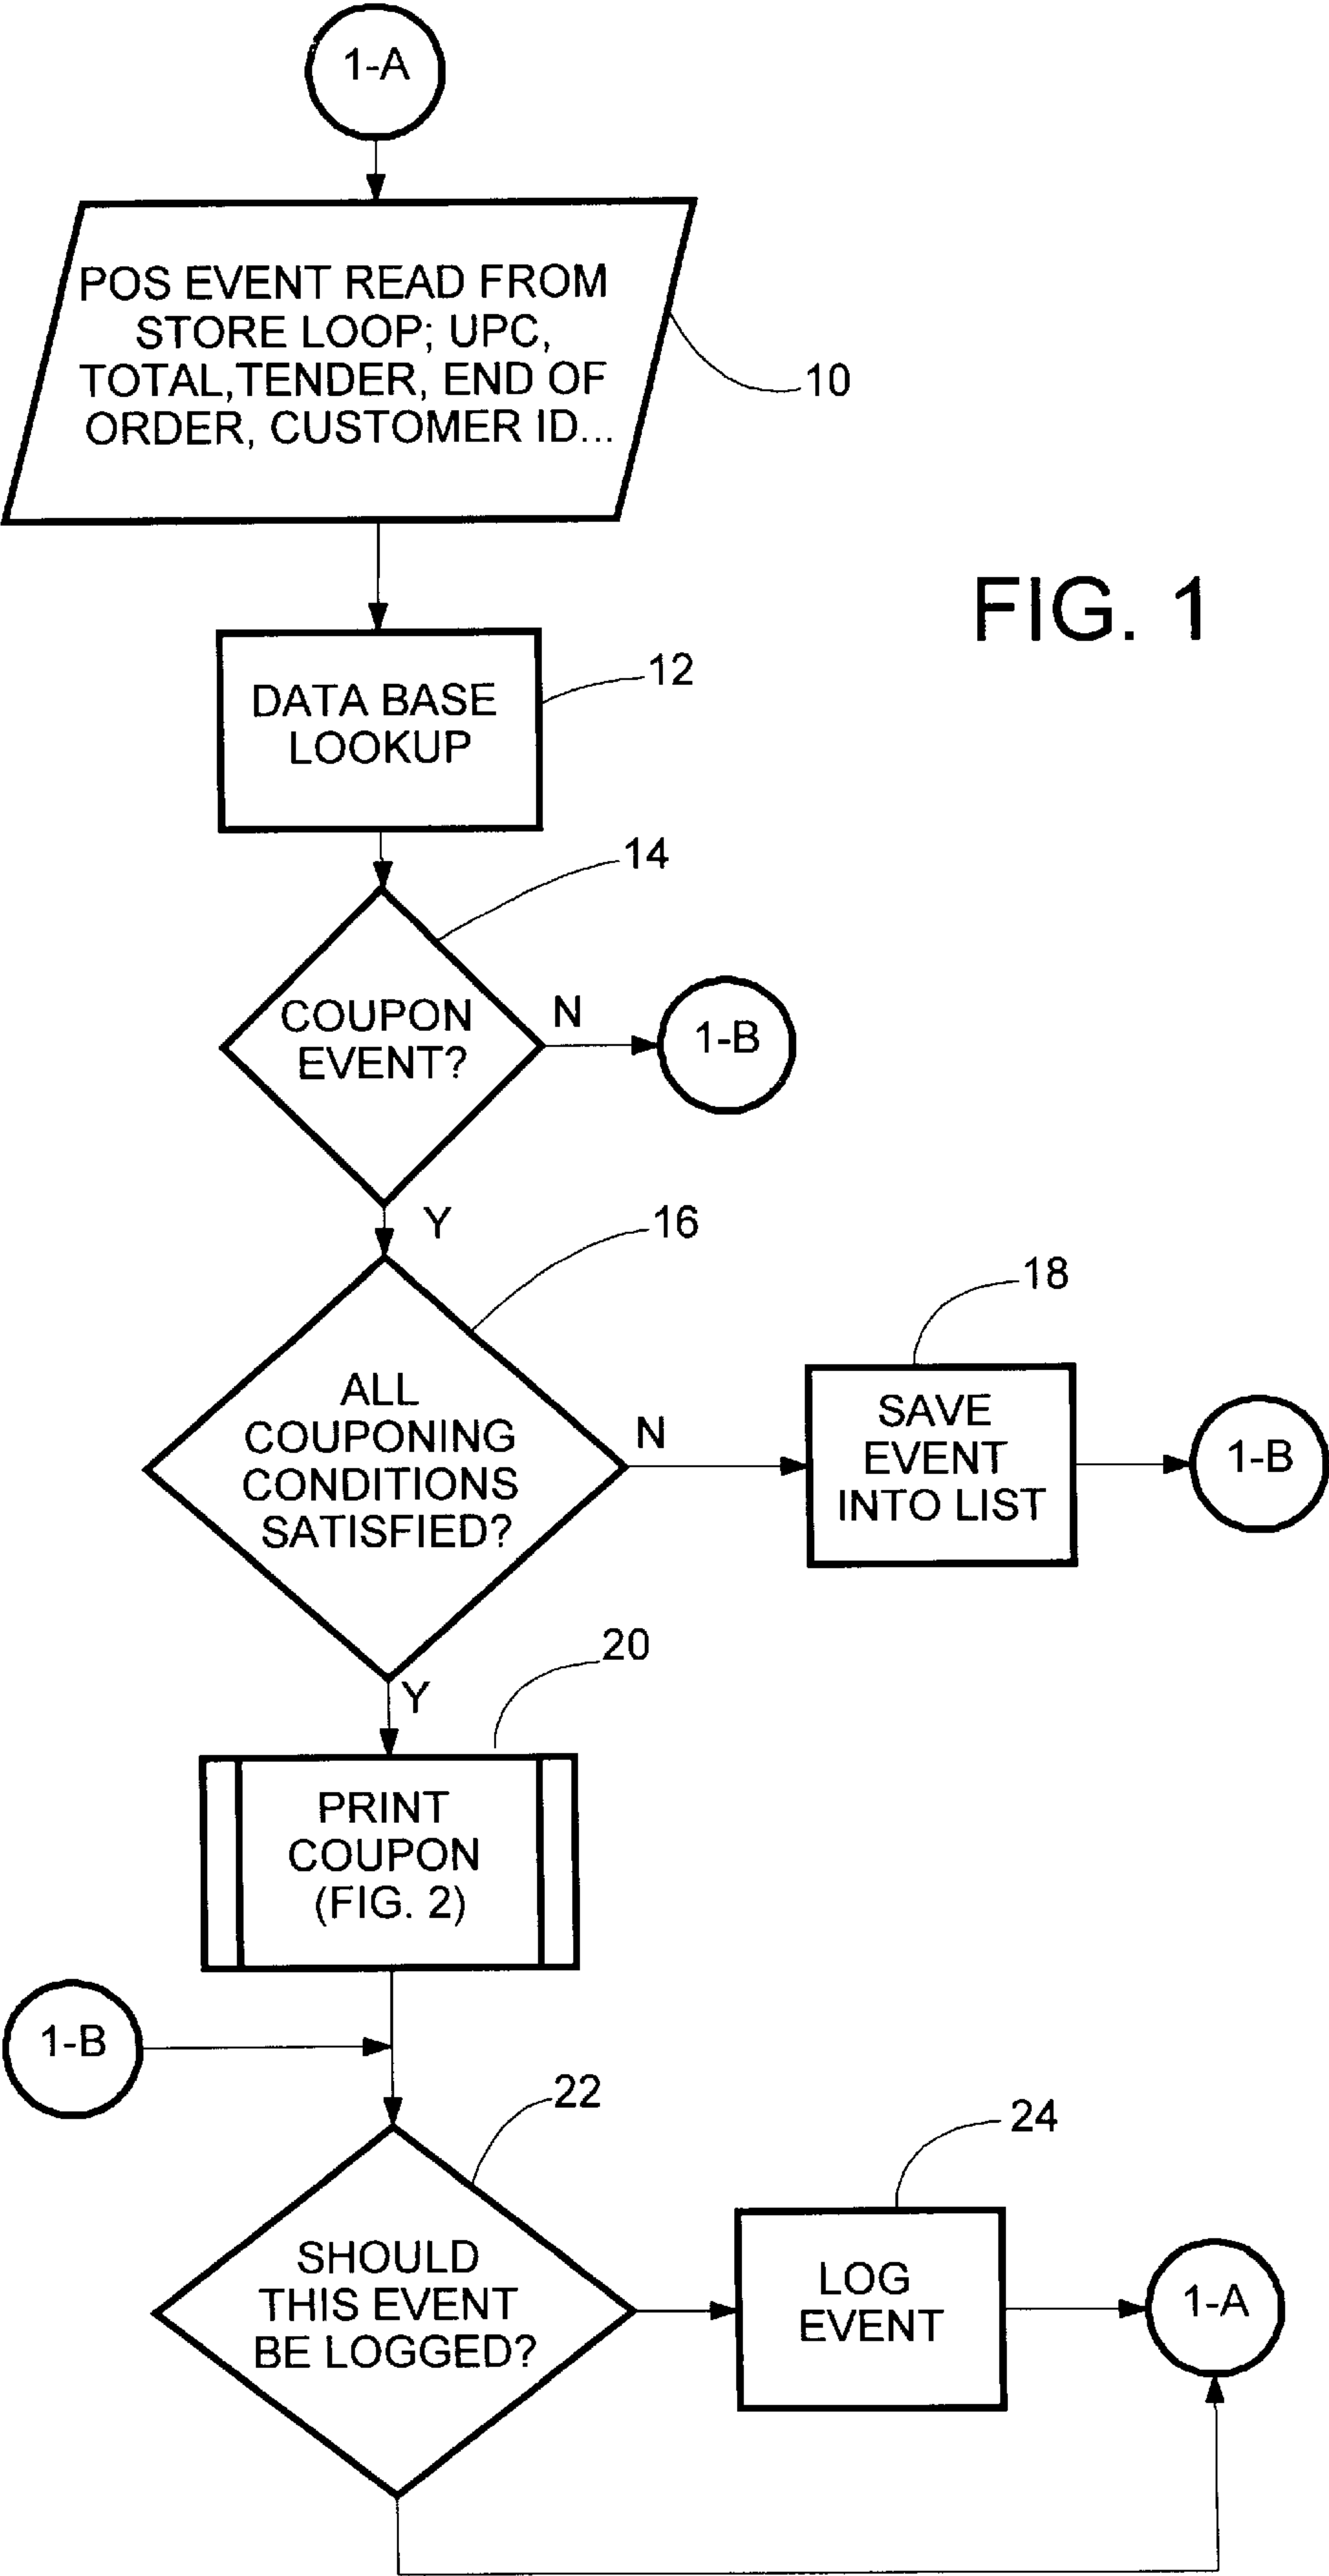 1-A
POS EVENT READ FROM
STORE LOOP; UPC,
TOTAL,TENDER, END OF
ORDER, CUSTOMER ID...
10
FIG. 1
12
DATA BASE
LOOKUP
14
COUPON
EVENT?
N
1-B
Y
16
18
ALL
COUPONING
CONDITIONS
SATISFIED?
N
SAVE
EVENT
INTO LIST
1-B
Y
20
PRINT
COUPON
(FIG. 2)
1-B
22
24
SHOULD
THIS EVENT
BE LOGGED?
LOG
EVENT
1-A